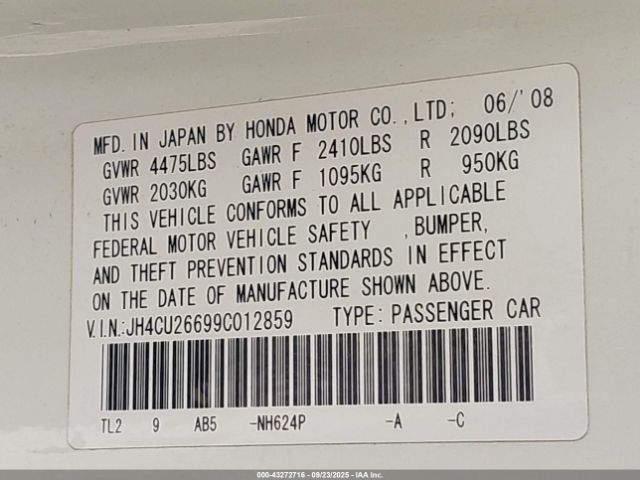 MFD. IN JAPAN BY HONDA MOTOR CO., LTD; 06/'08
GVWR 4475LBS GAWR F 2410LBS R 2090LBS
GVWR 2030KG GAWR F 1095KG R 950KG
THIS VEHICLE CONFORMS TO ALL APPLICABLE
FEDERAL MOTOR VEHICLE SAFETY , BUMPER,
AND THEFT PREVENTION STANDARDS IN EFFECT
ON THE DATE OF MANUFACTURE SHOWN ABOVE.
V.I.N.:JH4CU26699C012859 TYPE: PASSENGER CAR
TL2 9 AB5 -NH624P -A -C
000-43272716 - 09/23/2025 - IAA Inc.